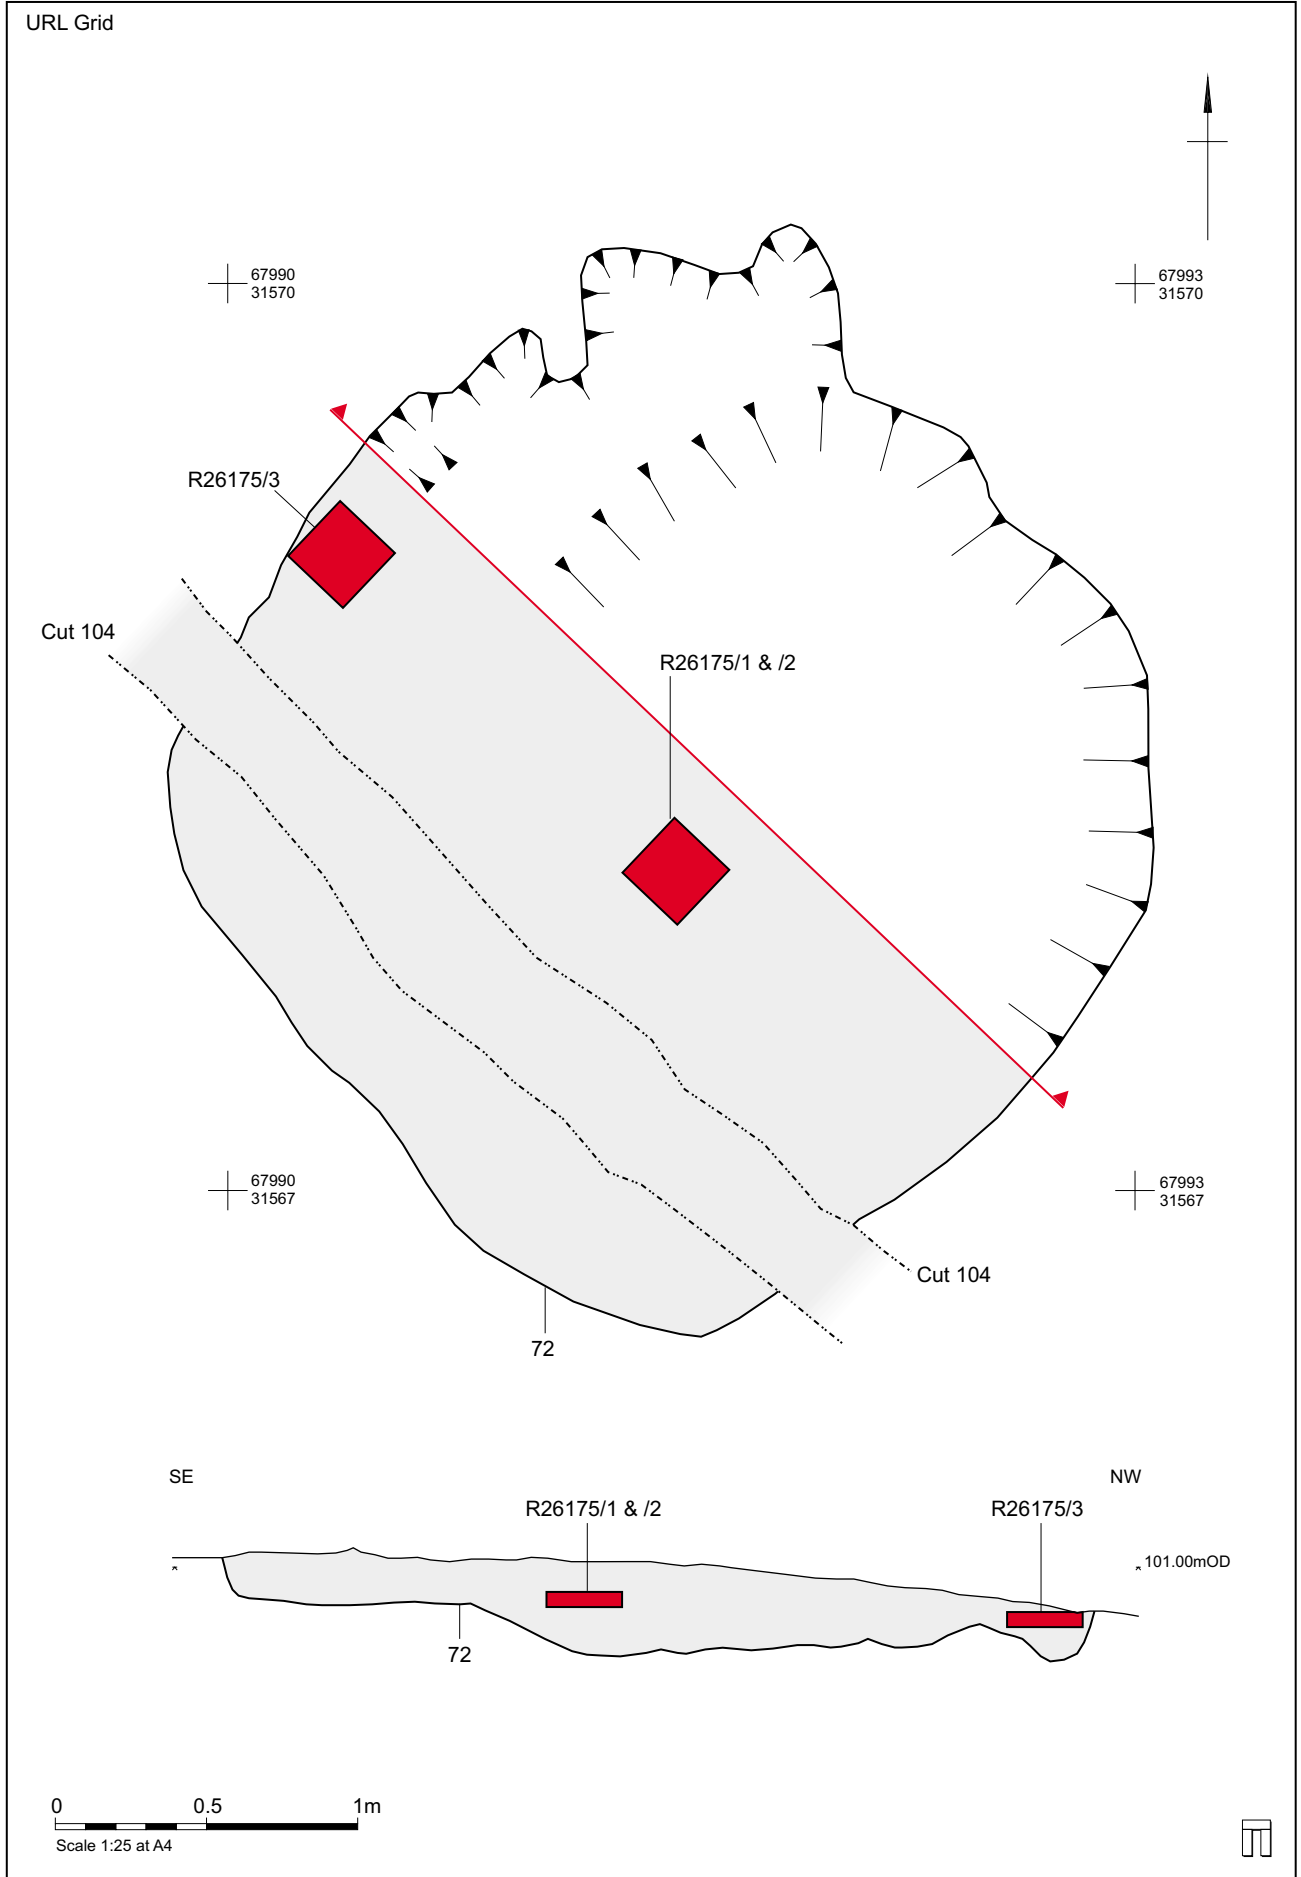 URL Grid
67990
31570
67993
31570
R26175/3
Cut 104
R26175/1 & /2
67990
31567
67993
31567
Cut 104
72
SE
NW
R26175/1 & /2
R26175/3
101.00mOD
72
0
0.5
1m
Scale 1:25 at A4